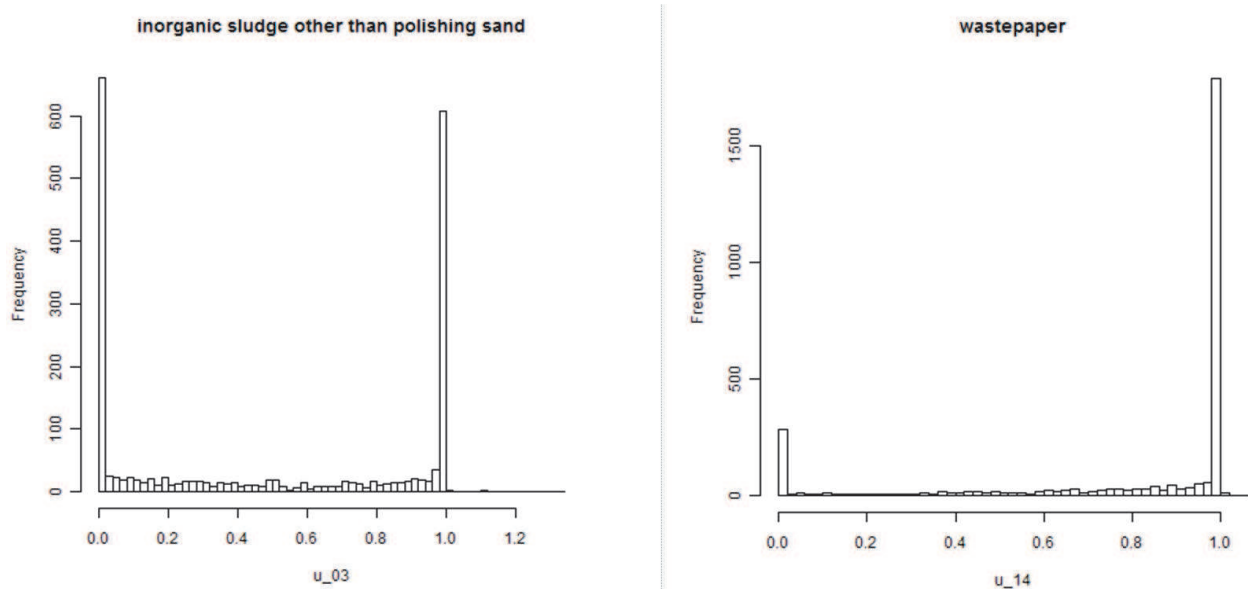 inorganic sludge other than polishing sand
Frequency
0
100
200
300
400
500
600
0.0 0.2 0.4 0.6 0.8 1.0 1.2
u_03
wastepaper
Frequency
0
500
1000
1500
0.0 0.2 0.4 0.6 0.8 1.0
u_14